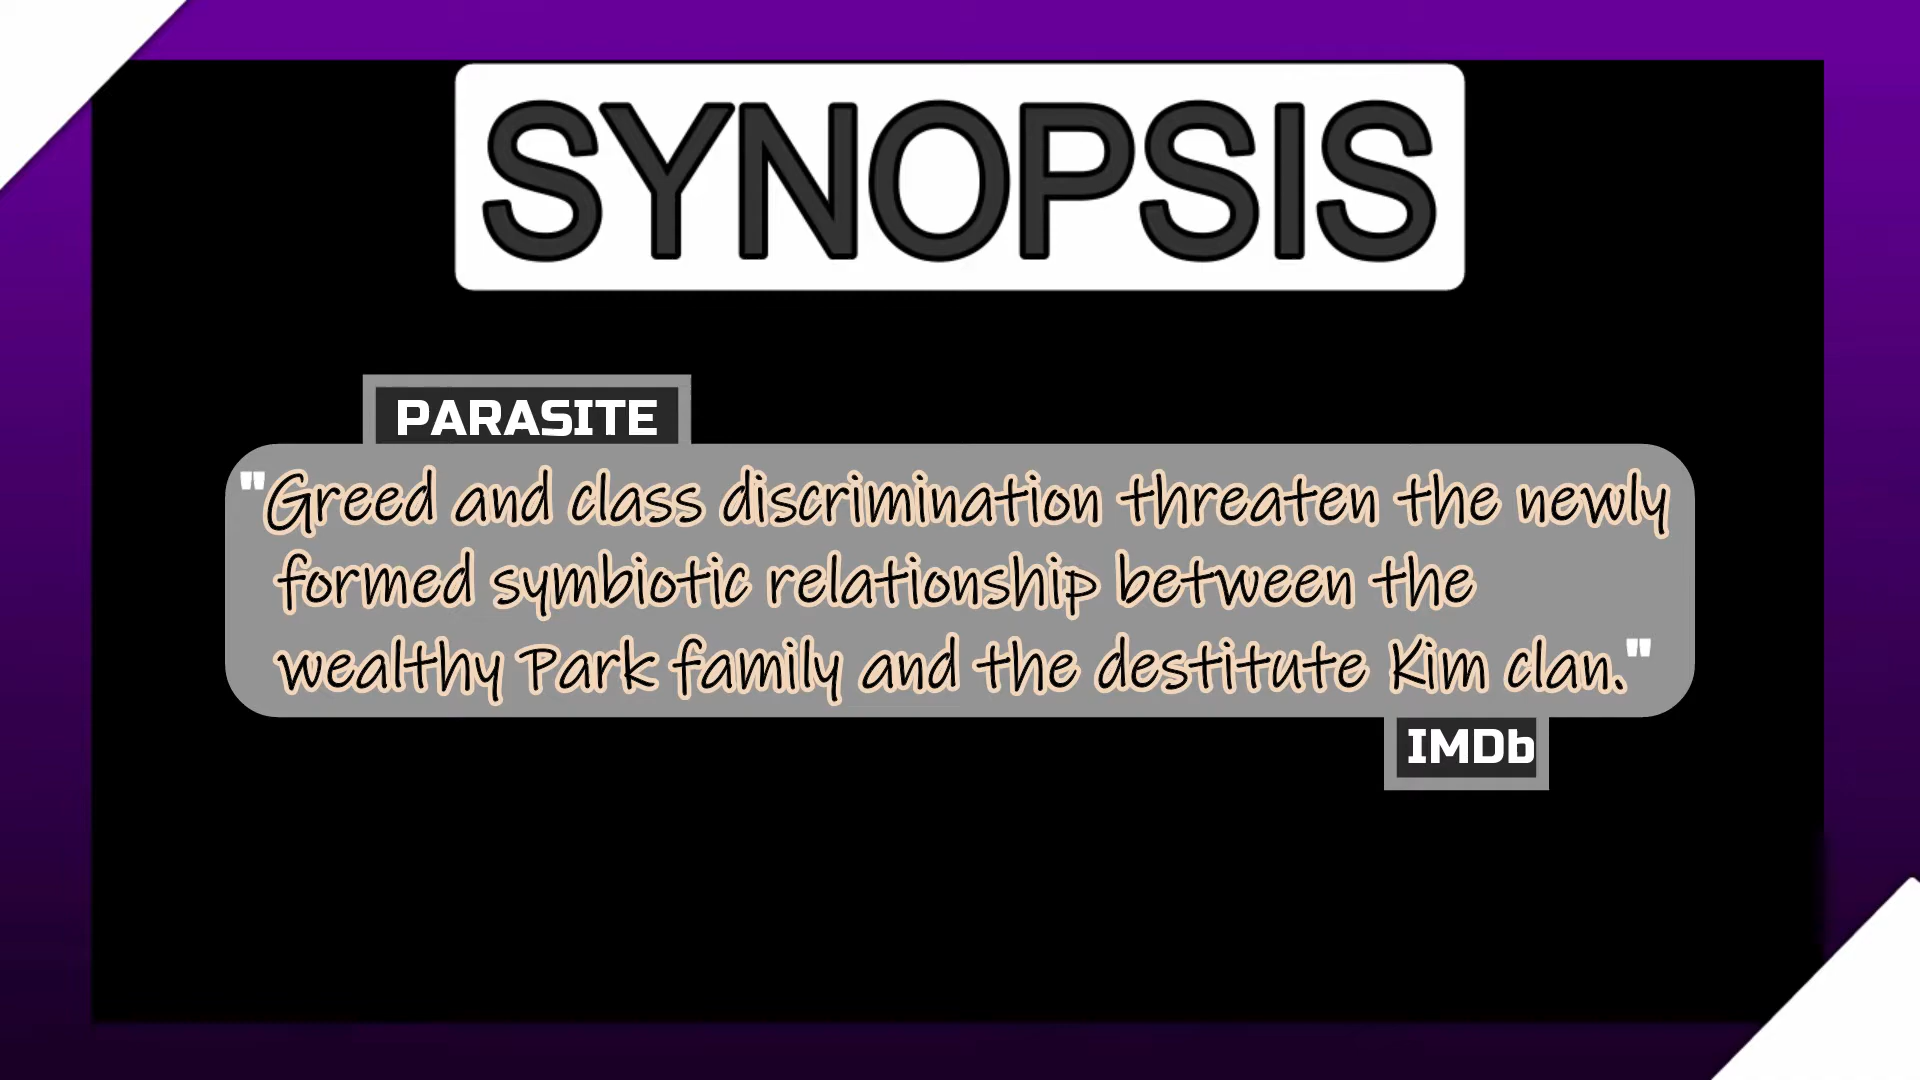 SYNOPSIS
PARASITE
"Greed and class discrimination threaten the newly
formed symbiotic relationship between the
wealthy Park family and the destitute Kim clan."
IMDb